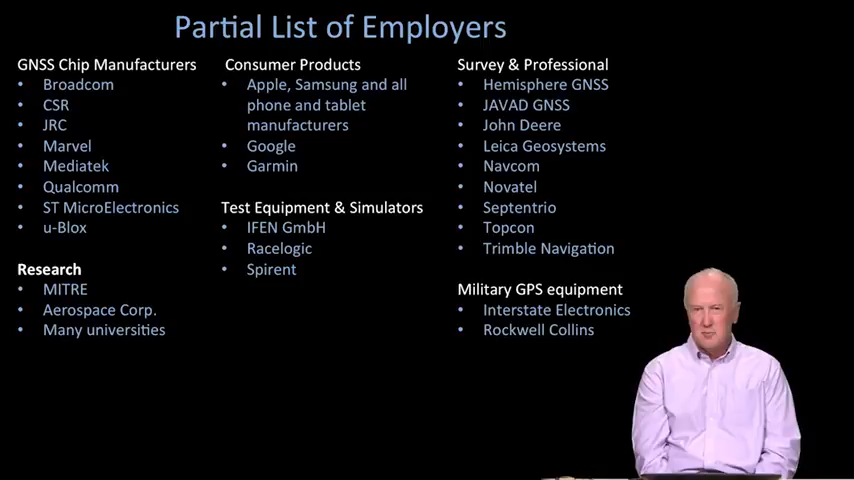 Partial List of Employers
GNSS Chip Manufacturers
• Broadcom
• CSR
• JRC
• Marvel
• Mediatek
• Qualcomm
• ST MicroElectronics
• u-Blox
Research
• MITRE
• Aerospace Corp.
• Many universities
Consumer Products
• Apple, Samsung and all
phone and tablet
manufacturers
• Google
• Garmin
Test Equipment & Simulators
• IFEN GmbH
• Racelogic
• Spirent
Survey & Professional
• Hemisphere GNSS
• JAVAD GNSS
• John Deere
• Leica Geosystems
• Navcom
• Novatel
• Septentrio
• Topcon
• Trimble Navigation
Military GPS equipment
• Interstate Electronics
• Rockwell Collins